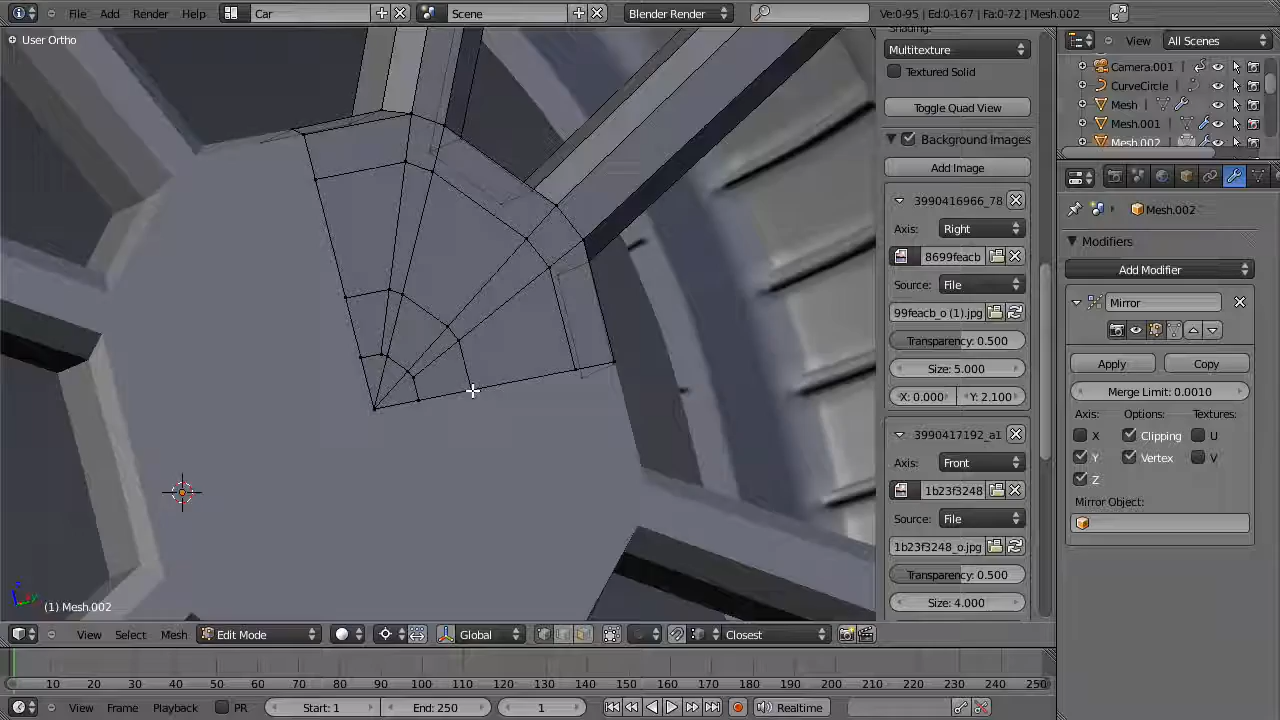 File Add Render Help Car Scene Blender Render Ve:0-95 | Ed:0-167 | Fa:0-72 | Mesh.002
User Ortho
Shading:
Multitexture
Textured Solid
Toggle Quad View
Background Images
Add Image
3990416966_78
Axis: Right
8699feacb
Source: File
99feacb_o (1).jpg
Transparency: 0.500
Size: 5.000
X: 0.000 Y: 2.100
3990417192_a1
Axis: Front
1b23f3248
Source: File
1b23f3248_o.jpg
Transparency: 0.500
Size: 4.000
View All Scenes
Camera.001
CurveCircle
Mesh
Mesh.001
Mesh.002
Mesh.002
Modifiers
Add Modifier
Mirror
Apply Copy
Merge Limit: 0.0010
Axis: Options: Textures:
X Clipping U
Y Vertex V
Z
Mirror Object:
(1) Mesh.002
View Select Mesh Edit Mode Global Closest
10 20 30 40 50 60 70 80 90 100 110 120 130 140 150 160 170 180 190 200 210 220 230 240 250
View Frame Playback PR Start: 1 End: 250 1 Realtime